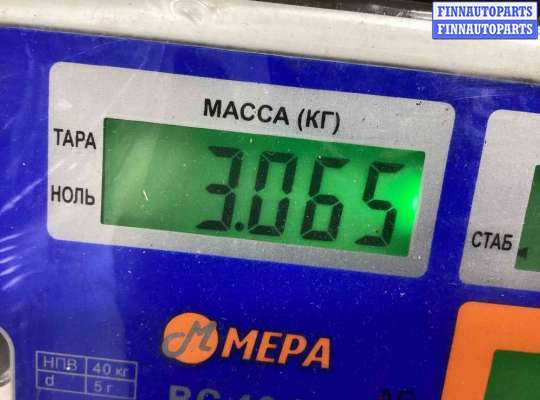 FINNAUTOPARTS
FINNAUTOPARTS
МАССА (КГ)
ТАРА
3.065
НОЛЬ
СТАБ
МЕРА
НПВ 40 кг
d 5 г